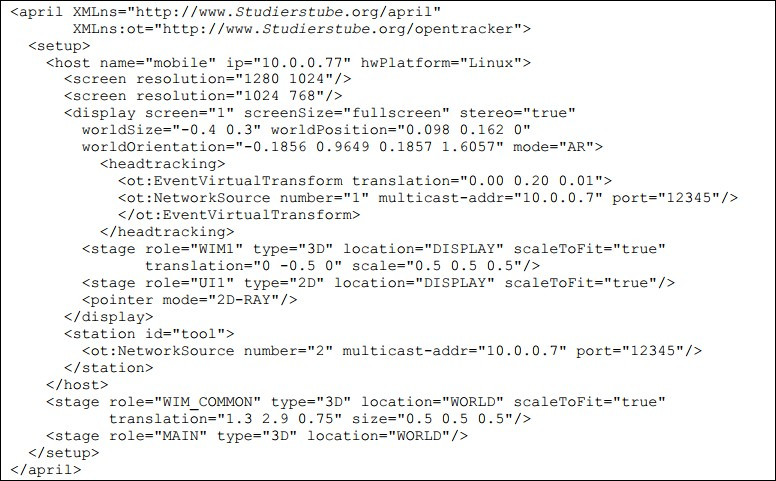 <april XMLns="http://www.Studierstube.org/april"
XMLns:ot="http://www.Studierstube.org/opentracker">
<setup>
<host name="mobile" ip="10.0.0.77" hwPlatform="Linux">
<screen resolution="1280 1024"/>
<screen resolution="1024 768"/>
<display screen="1" screenSize="fullscreen" stereo="true"
worldSize="-0.4 0.3" worldPosition="0.098 0.162 0"
worldOrientation="-0.1856 0.9649 0.1857 1.6057" mode="AR">
<headtracking>
<ot:EventVirtualTransform translation="0.00 0.20 0.01">
<ot:NetworkSource number="1" multicast-addr="10.0.0.7" port="12345"/>
</ot:EventVirtualTransform>
</headtracking>
<stage role="WIM1" type="3D" location="DISPLAY" scaleToFit="true"
translation="0 -0.5 0" scale="0.5 0.5 0.5"/>
<stage role="UI1" type="2D" location="DISPLAY" scaleToFit="true"/>
<pointer mode="2D-RAY"/>
</display>
<station id="tool">
<ot:NetworkSource number="2" multicast-addr="10.0.0.7" port="12345"/>
</station>
</host>
<stage role="WIM_COMMON" type="3D" location="WORLD" scaleToFit="true"
translation="1.3 2.9 0.75" size="0.5 0.5 0.5"/>
<stage role="MAIN" type="3D" location="WORLD"/>
</setup>
</april>